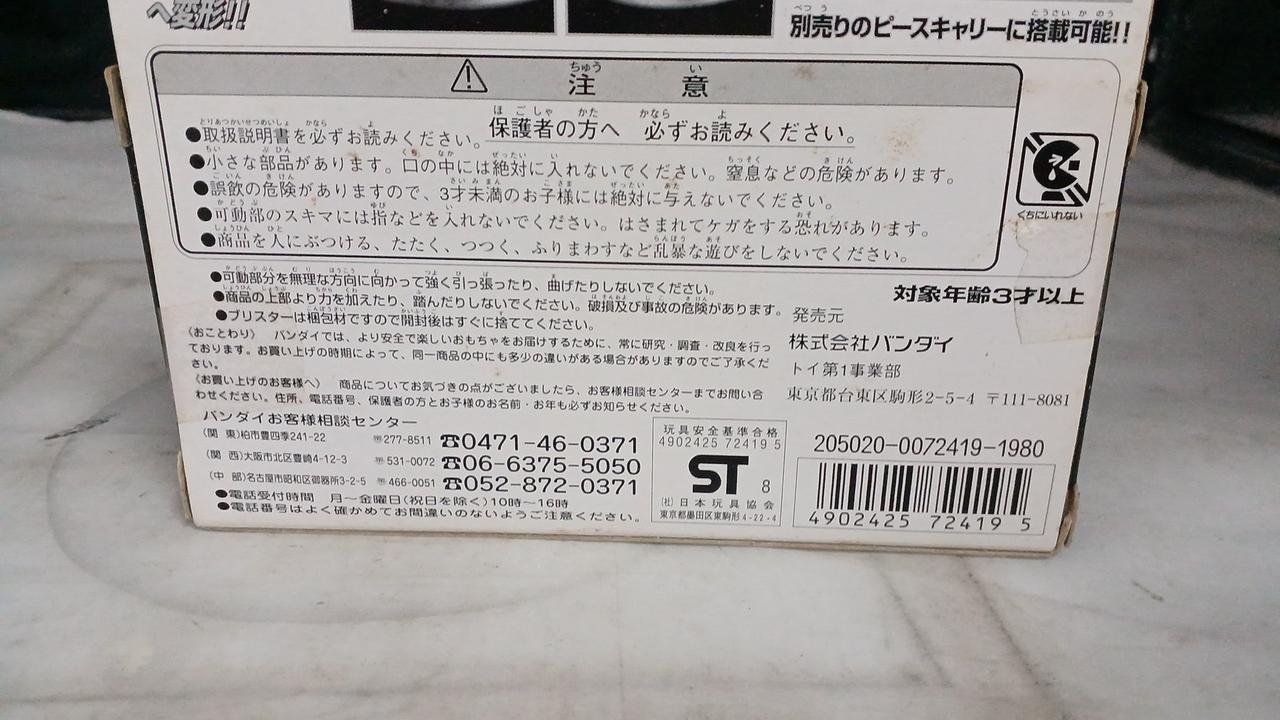 へ変形!!
別売りのピースキャリーに搭載可能!!
注意
●取扱説明書を必ずお読みください。保護者の方へ 必ずお読みください。
●小さな部品があります。口の中には絶対に入れないでください。窒息などの危険があります。
●誤飲の危険がありますので、3才未満のお子様には絶対に与えないでください。
●可動部のスキマには指などを入れないでください。はさまれてケガをする恐れがあります。
●商品を人にぶつける、たたく、つつく、ふりまわすなど乱暴な遊びをしないでください。
くちにいれない
●可動部分を無理な方向に向かって強く引っ張ったり、曲げたりしないでください。
●商品の上部より力を加えたり、踏んだりしないでください。破損及び事故の危険があります。
●ブリスターは梱包材ですので開封後はすぐに捨ててください。
対象年齢3才以上
発売元
株式会社バンダイ
トイ第1事業部
東京都台東区駒形2-5-4 〒111-8081
〈おことわり〉 バンダイでは、より安全で楽しいおもちゃをお届けするために、常に研究・調査・改良を行っ
ております。お買い上げの時期によって、同一商品の中にも多少の違いがある場合がありますのでご了承くだ
さい。
〈お買い上げのお客様へ〉 商品についてお気づきの点がございましたら、お客様相談センターまでお問い合
わせください。住所、電話番号、保護者の方とお子様のお名前・お年も必ずお知らせください。
バンダイお客様相談センター
(関 東)柏市豊四季241-22 〒277-8511 ☎0471-46-0371
(関 西)大阪市北区豊崎4-12-3 〒531-0072 ☎06-6375-5050
(中 部)名古屋市昭和区御器所3-2-5 〒466-0051 ☎052-872-0371
●電話受付時間 月〜金曜日(祝日を除く)10時〜16時
●電話番号はよく確かめてお間違いのないようご注意ください。
玩具安全基準合格
4902425 72419 5
ST 8
(社)日本玩具協会
東京都墨田区東駒形4-22-4
205020-0072419-1980
4902425 72419 5